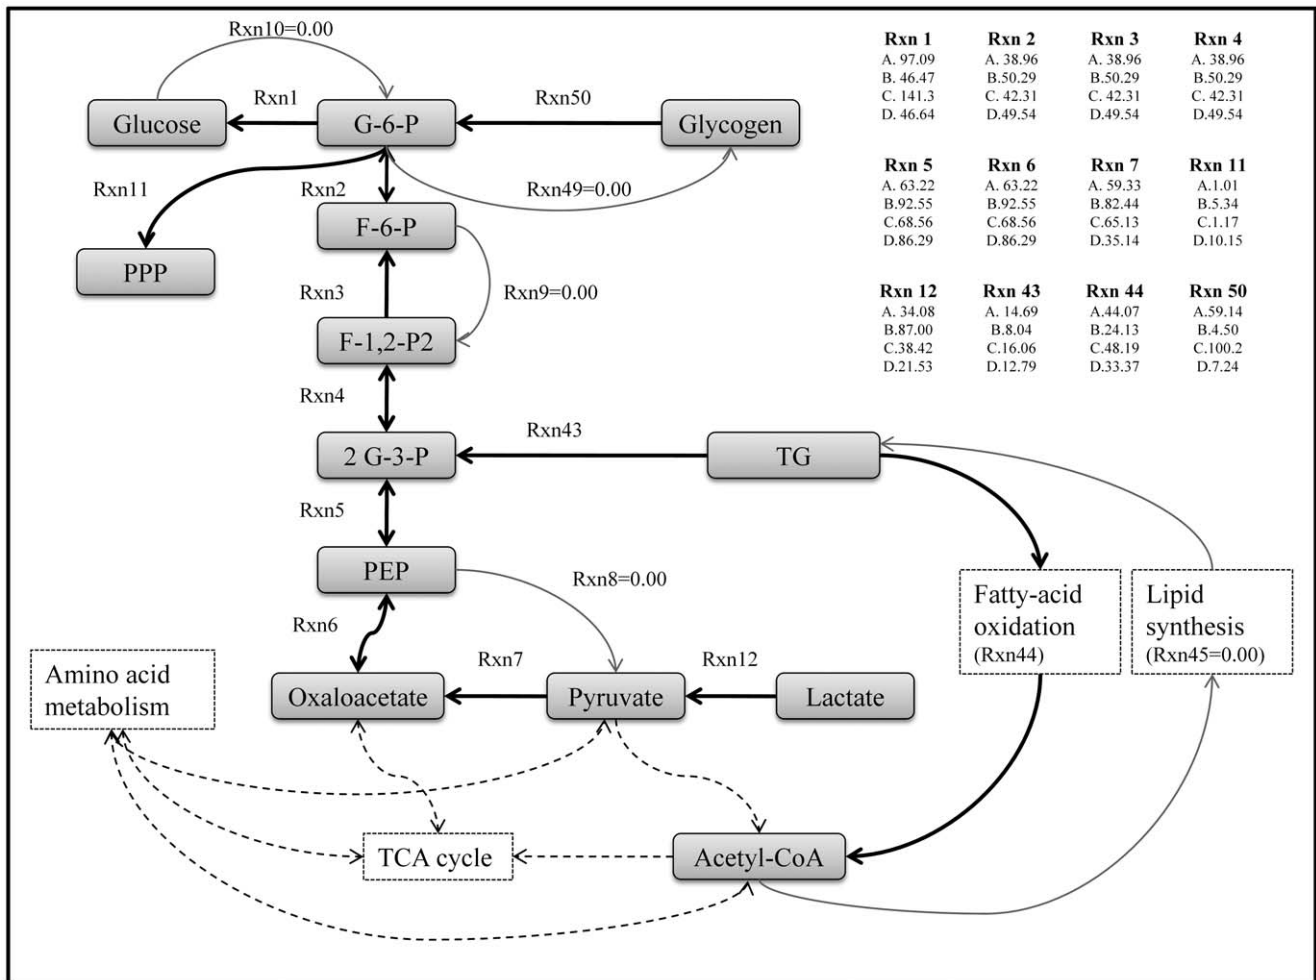 Rxn10=0.00
Glucose
Rxn1
G-6-P
Rxn50
Glycogen
Rxn11
Rxn2
Rxn49=0.00
PPP
F-6-P
Rxn3
Rxn9=0.00
F-1,2-P2
Rxn4
2 G-3-P
Rxn43
TG
Rxn5
PEP
Rxn8=0.00
Rxn6
Oxaloacetate
Rxn7
Pyruvate
Rxn12
Lactate
Fatty-acid
oxidation
(Rxn44)
Lipid
synthesis
(Rxn45=0.00)
Amino acid
metabolism
TCA cycle
Acetyl-CoA
Rxn 1
A. 97.09
B. 46.47
C. 141.3
D. 46.64
Rxn 2
A. 38.96
B.50.29
C. 42.31
D.49.54
Rxn 3
A. 38.96
B.50.29
C. 42.31
D.49.54
Rxn 4
A. 38.96
B.50.29
C. 42.31
D.49.54
Rxn 5
A. 63.22
B.92.55
C.68.56
D.86.29
Rxn 6
A. 63.22
B.92.55
C.68.56
D.86.29
Rxn 7
A. 59.33
B.82.44
C.65.13
D.35.14
Rxn 11
A.1.01
B.5.34
C.1.17
D.10.15
Rxn 12
A. 34.08
B.87.00
C.38.42
D.21.53
Rxn 43
A. 14.69
B.8.04
C.16.06
D.12.79
Rxn 44
A.44.07
B.24.13
C.48.19
D.33.37
Rxn 50
A.59.14
B.4.50
C.100.2
D.7.24